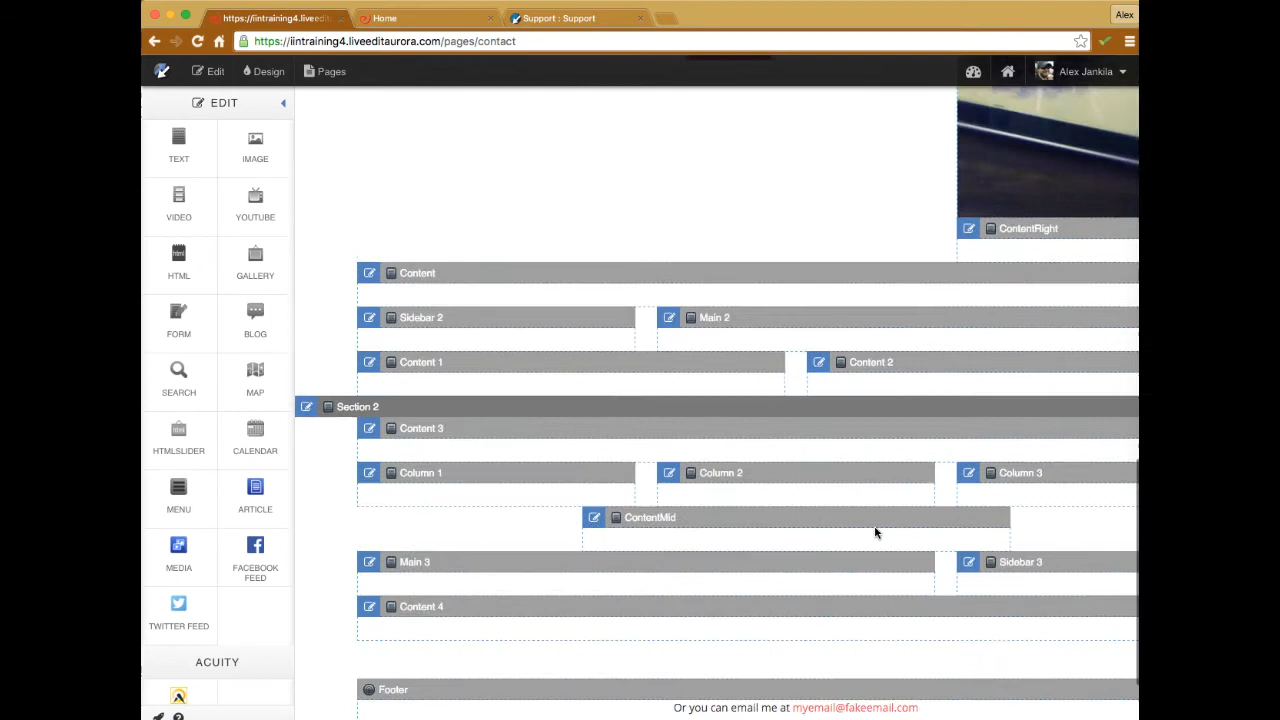 https://iintraining4.liveedit
Home
Support : Support
Alex
https://iintraining4.liveeditaurora.com/pages/contact
Edit
Design
Pages
Alex Jankila
EDIT
TEXT
IMAGE
VIDEO
YOUTUBE
HTML
GALLERY
FORM
BLOG
SEARCH
MAP
HTMLSLIDER
CALENDAR
MENU
ARTICLE
MEDIA
FACEBOOK
FEED
TWITTER FEED
ACUITY
ContentRight
Content
Sidebar 2
Main 2
Content 1
Content 2
Section 2
Content 3
Column 1
Column 2
Column 3
ContentMid
Main 3
Sidebar 3
Content 4
Footer
Or you can email me at myemail@fakeemail.com